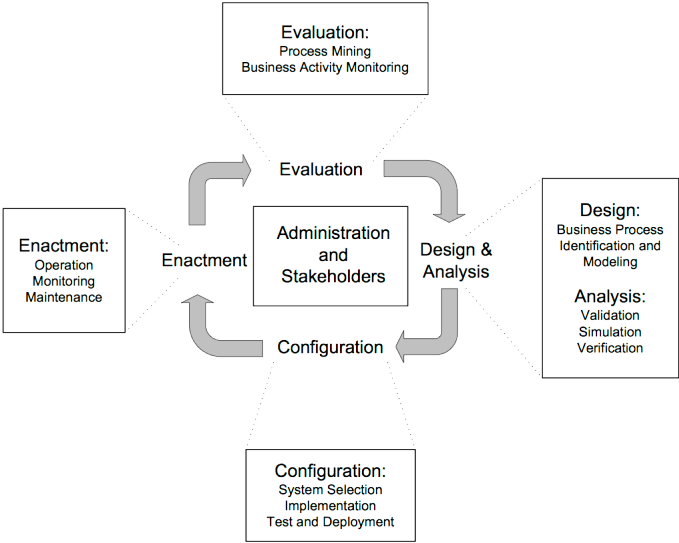 Evaluation:
Process Mining
Business Activity Monitoring
Evaluation
Enactment:
Operation
Monitoring
Maintenance
Enactment
Administration
and
Stakeholders
Design &
Analysis
Design:
Business Process
Identification and
Modeling
Analysis:
Validation
Simulation
Verification
Configuration
Configuration:
System Selection
Implementation
Test and Deployment